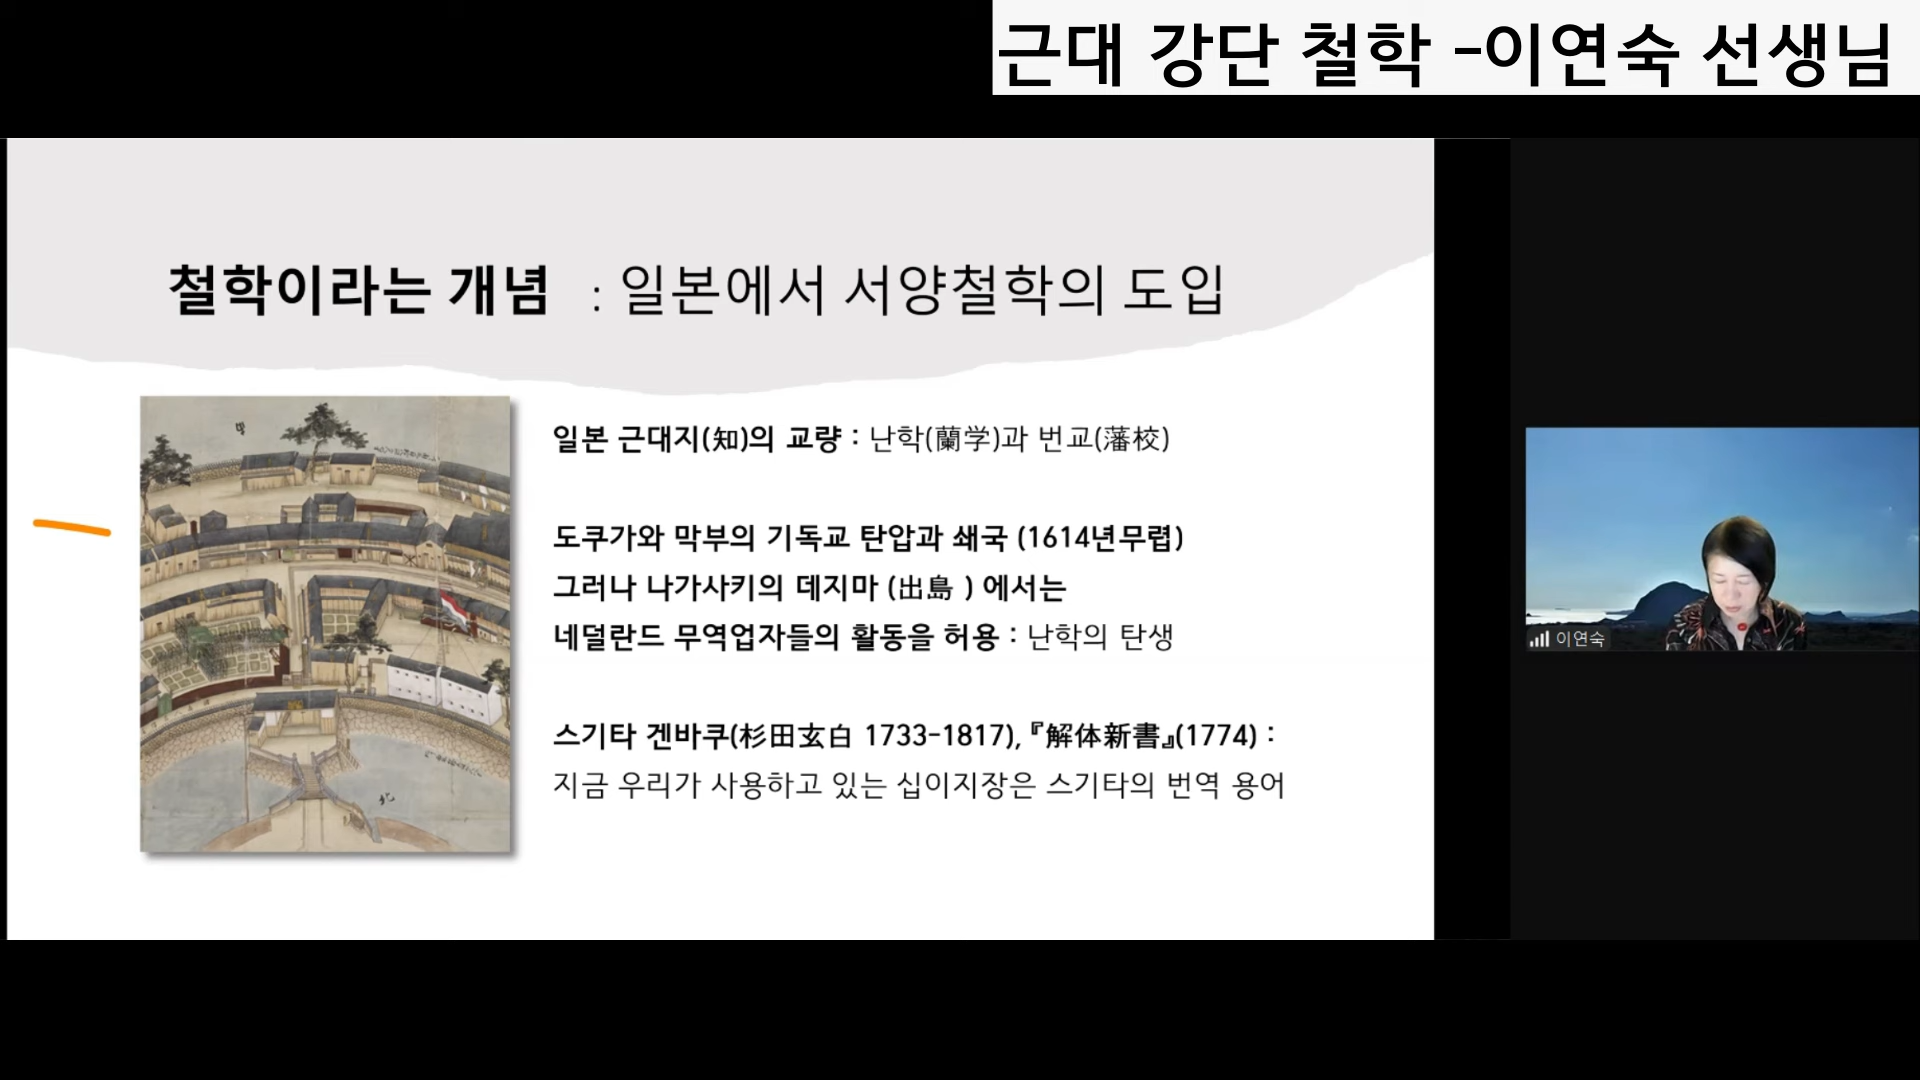 근대 강단 철학 -이연숙 선생님
철학이라는 개념 : 일본에서 서양철학의 도입
일본 근대지(知)의 교량 : 난학(蘭学)과 번교(藩校)
도쿠가와 막부의 기독교 탄압과 쇄국 (1614년무렵)
그러나 나가사키의 데지마 (出島 ) 에서는
네덜란드 무역업자들의 활동을 허용 : 난학의 탄생
스기타 겐바쿠(杉田玄白 1733-1817), 『解体新書』(1774) :
지금 우리가 사용하고 있는 십이지장은 스기타의 번역 용어
이연숙
北